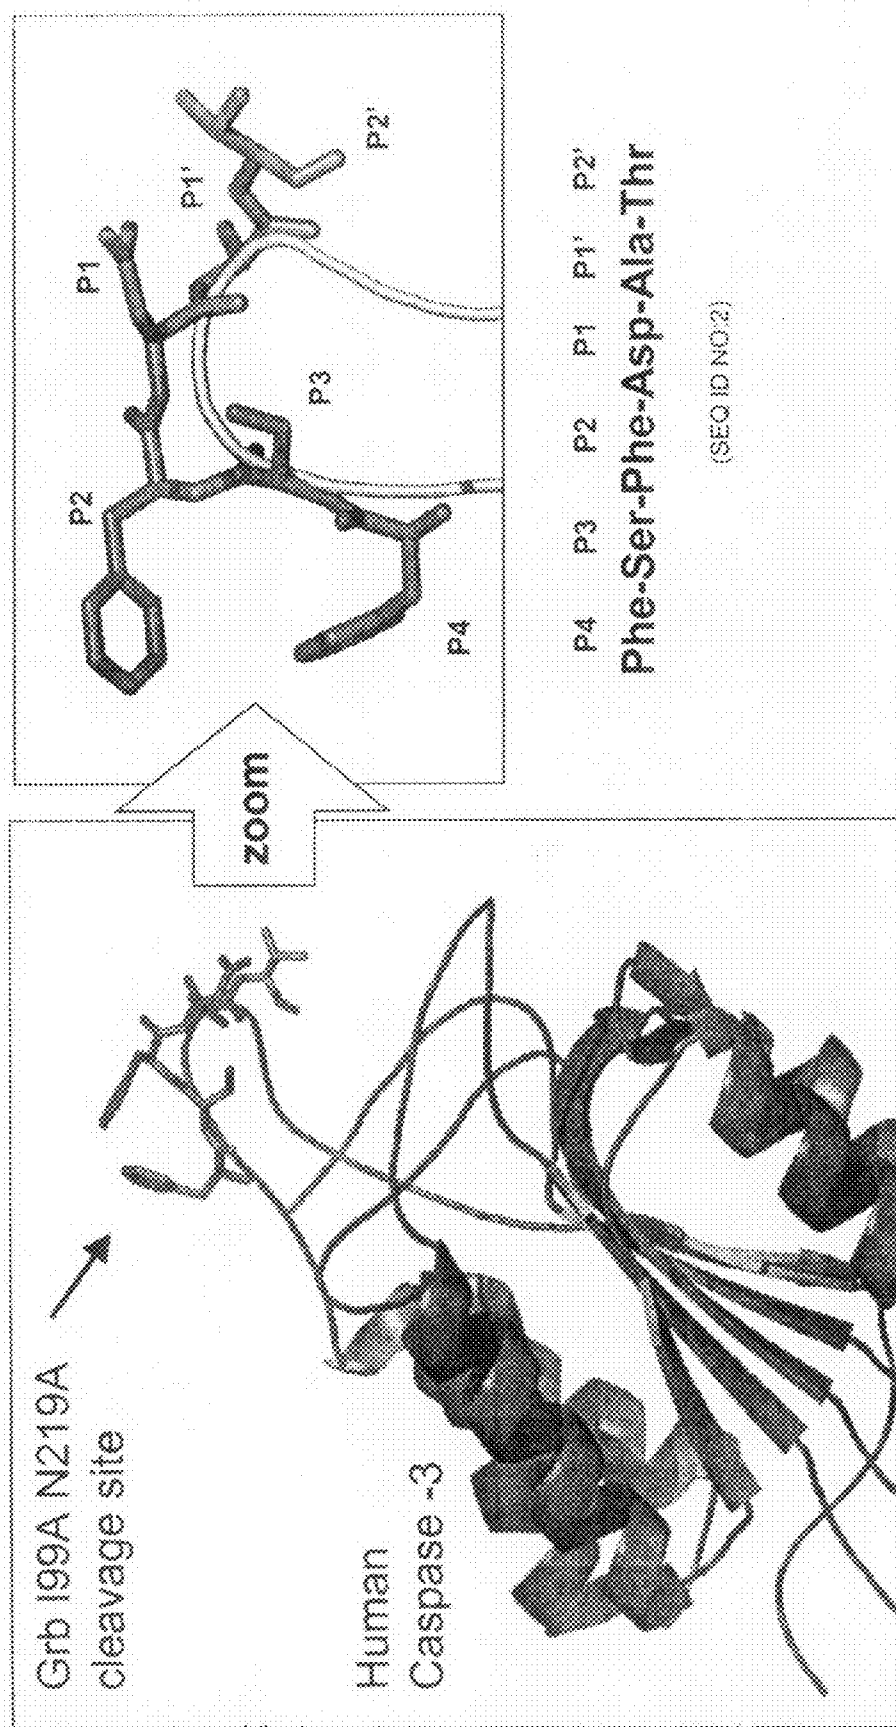 Grb I99A N219A
cleavage site
Human
Caspase -3
zoom
P2
P1
P1'
P2'
P3
P4
P4 P3 P2 P1 P1' P2'
Phe-Ser-Phe-Asp-Ala-Thr
(SEQ ID NO:2)